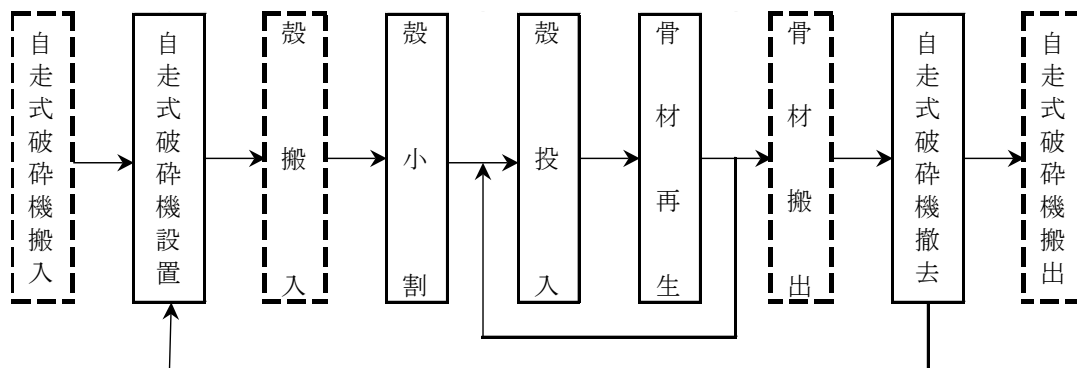 自走式破砕機搬入
自走式破砕機設置
殻搬入
殻小割
殻投入
骨材再生
骨材搬出
自走式破砕機撤去
自走式破砕機搬出